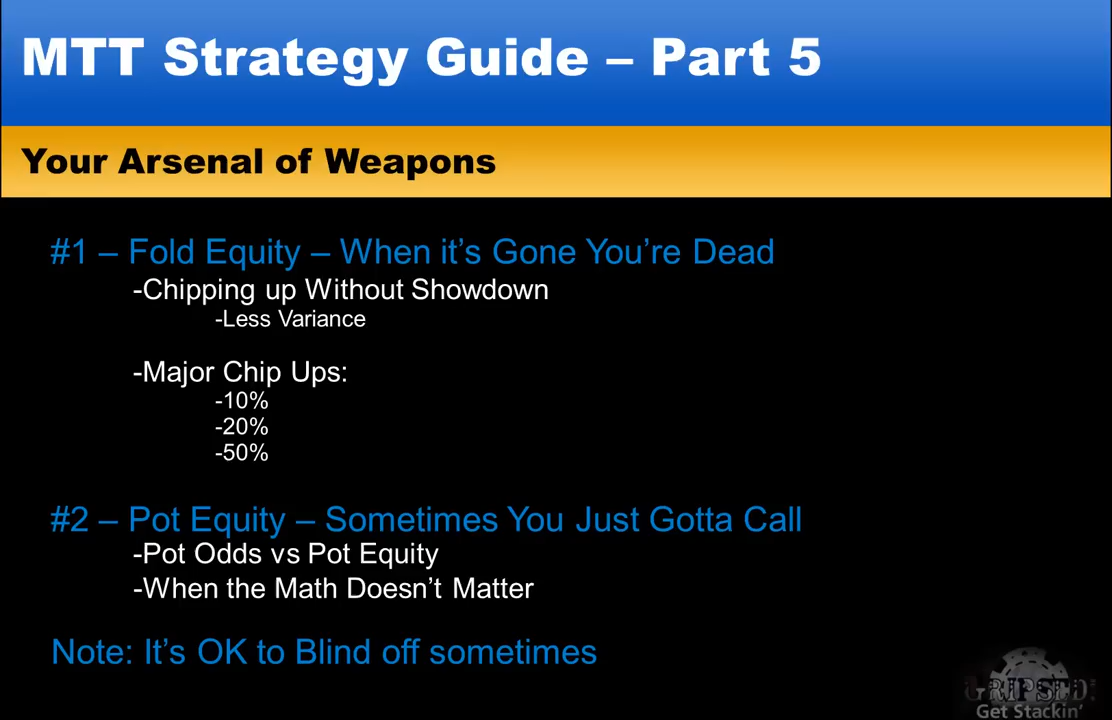 MTT Strategy Guide – Part 5
Your Arsenal of Weapons
#1 – Fold Equity – When it’s Gone You’re Dead
-Chipping up Without Showdown
-Less Variance
-Major Chip Ups:
-10%
-20%
-50%
#2 – Pot Equity – Sometimes You Just Gotta Call
-Pot Odds vs Pot Equity
-When the Math Doesn’t Matter
Note: It’s OK to Blind off sometimes
GRIPSED
Get Stackin'